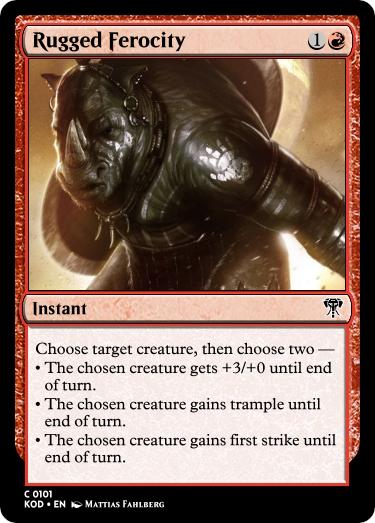 Rugged Ferocity 1
Instant
Choose target creature, then choose two —
• The chosen creature gets +3/+0 until end
of turn.
• The chosen creature gains trample until
end of turn.
• The chosen creature gains first strike until
end of turn.
C 0101
KOD • EN Mattias Fahlberg